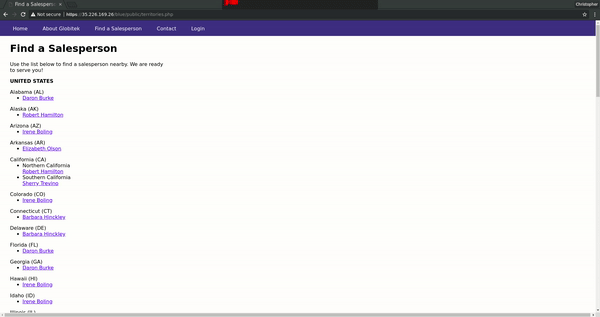 Find a Salesperson
Christopher
Not secure https://35.226.169.26/blue/public/territories.php
Home About Globitek Find a Salesperson Contact Login
Find a Salesperson
Use the list below to find a salesperson nearby. We are ready
to serve you!
UNITED STATES
Alabama (AL)
Daron Burke
Alaska (AK)
Robert Hamilton
Arizona (AZ)
Irene Boling
Arkansas (AR)
Elizabeth Olson
California (CA)
Northern California
Robert Hamilton
Southern California
Sherry Trevino
Colorado (CO)
Irene Boling
Connecticut (CT)
Barbara Hinckley
Delaware (DE)
Barbara Hinckley
Florida (FL)
Daron Burke
Georgia (GA)
Daron Burke
Hawaii (HI)
Irene Boling
Idaho (ID)
Irene Boling